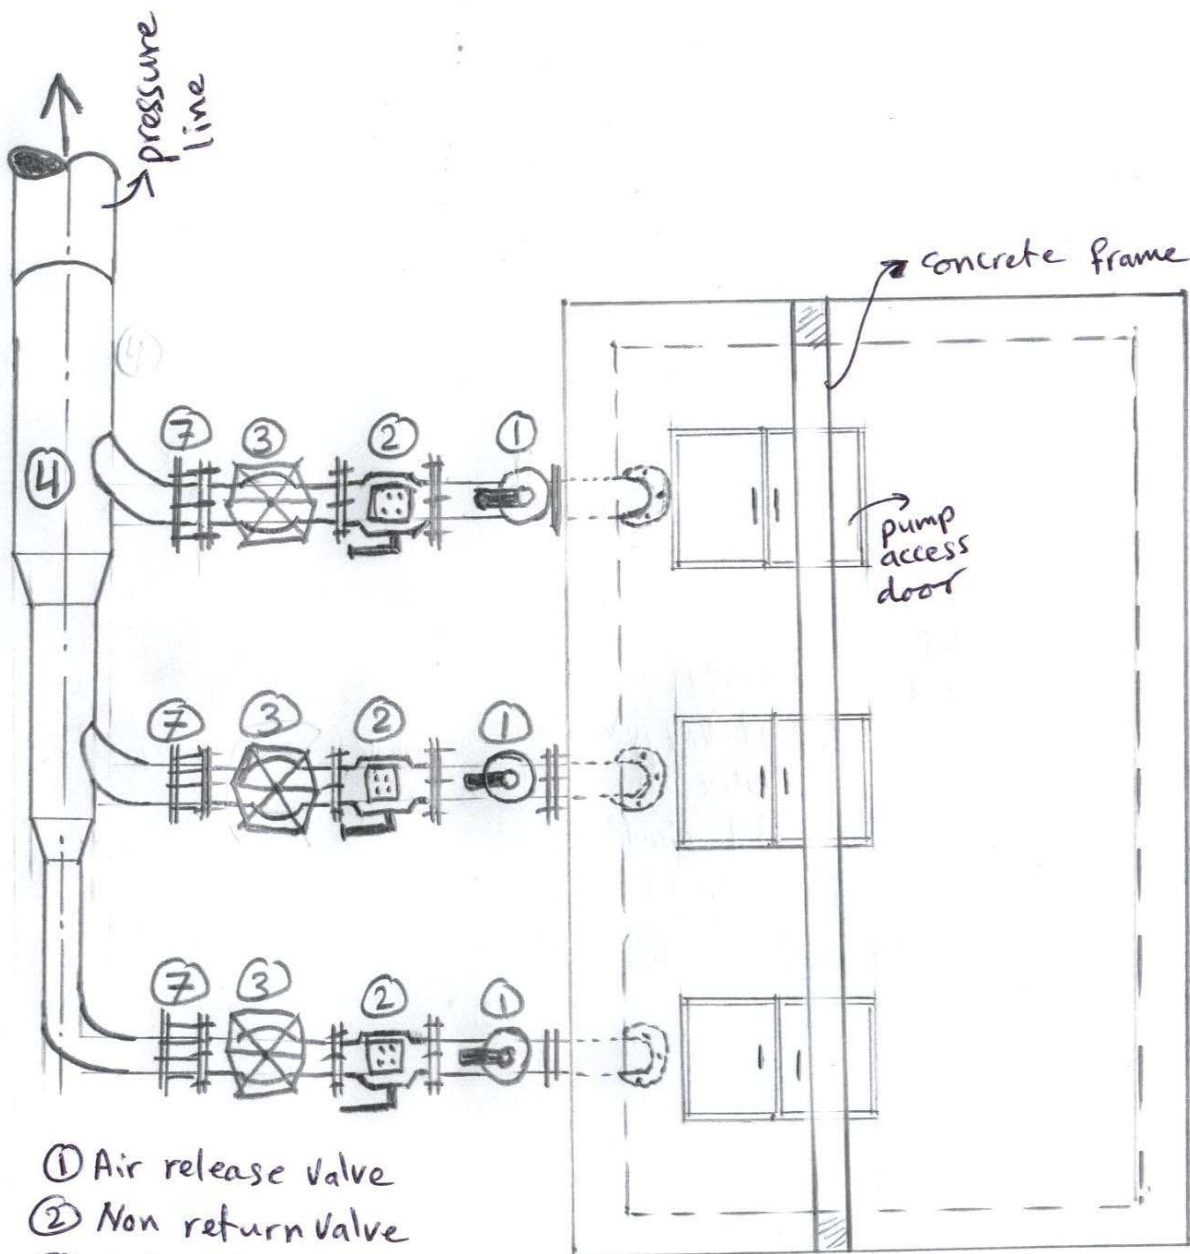 pressure
line
concrete frame
④
⑦ ③ ② ①
④
pump
access
door
⑦ ③ ② ①
⑦ ③ ② ①
① Air release valve
② Non return valve